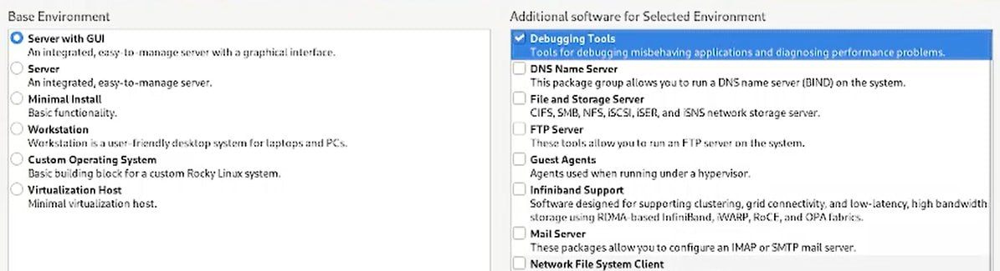 Base Environment
Server with GUI
An integrated, easy-to-manage server with a graphical interface.
Server
An integrated, easy-to-manage server.
Minimal Install
Basic functionality.
Workstation
Workstation is a user-friendly desktop system for laptops and PCs.
Custom Operating System
Basic building block for a custom Rocky Linux system.
Virtualization Host
Minimal virtualization host.
Additional software for Selected Environment
Debugging Tools
Tools for debugging misbehaving applications and diagnosing performance problems.
DNS Name Server
This package group allows you to run a DNS name server (BIND) on the system.
File and Storage Server
CIFS, SMB, NFS, iSCSI, iSER, and iSNS network storage server.
FTP Server
These tools allow you to run an FTP server on the system.
Guest Agents
Agents used when running under a hypervisor.
Infiniband Support
Software designed for supporting clustering, grid connectivity, and low-latency, high bandwidth
storage using RDMA-based InfiniBand, iWARP, RoCE, and OPA fabrics.
Mail Server
These packages allow you to configure an IMAP or SMTP mail server.
Network File System Client